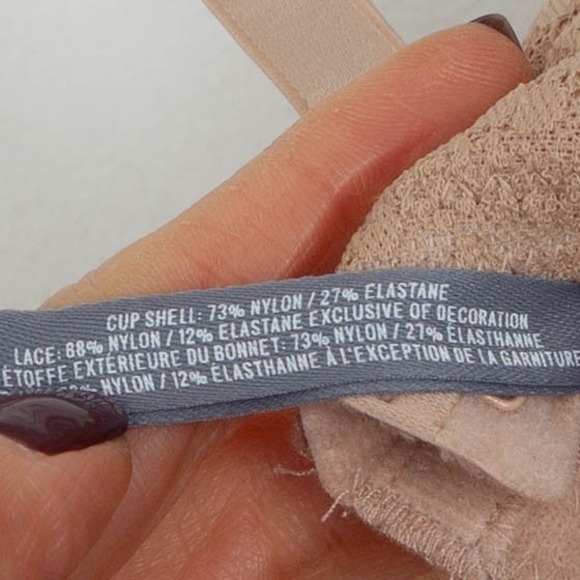 CUP SHELL: 73% NYLON / 27% ELASTANE
LACE: 88% NYLON / 12% ELASTANE EXCLUSIVE OF DECORATION
ÉTOFFE EXTÉRIEURE DU BONNET: 73% NYLON / 27% ÉLASTHANNE
NYLON / 12% ÉLASTHANNE À L'EXCEPTION DE LA GARNITURE